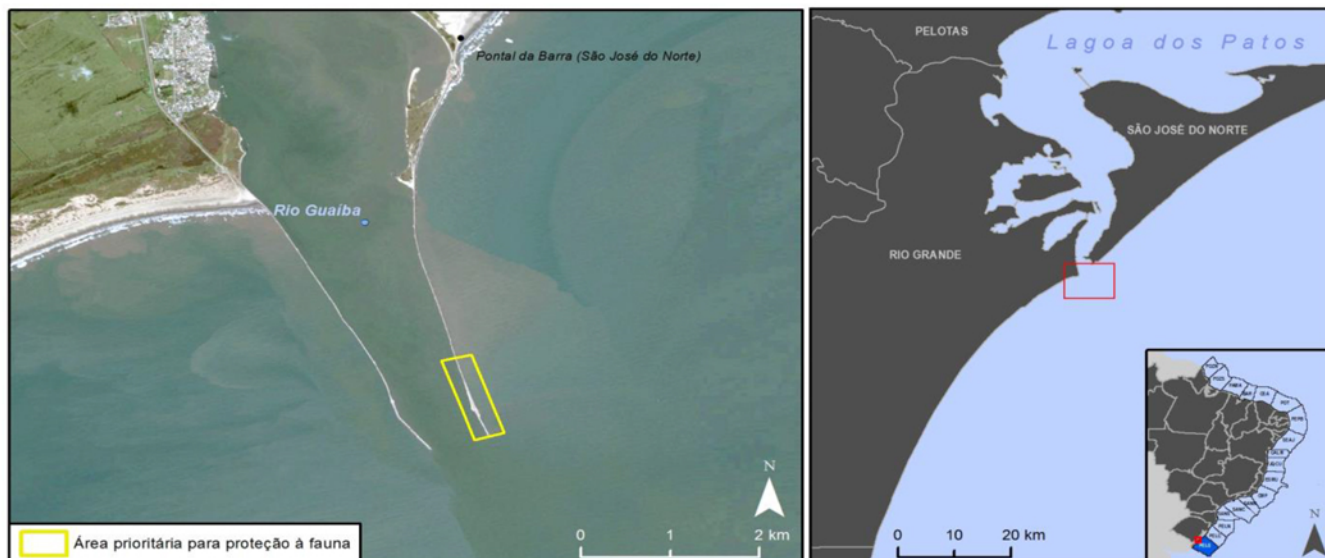 Pontal da Barra (São José do Norte)
Rio Guaíba
N
0 1 2 km
Área prioritária para proteção à fauna
PELOTAS
Lagoa dos Patos
SÃO JOSÉ DO NORTE
RIO GRANDE
0 10 20 km
N